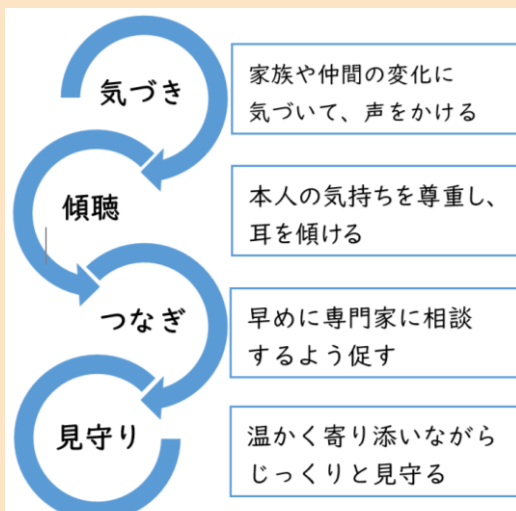 気づき
家族や仲間の変化に
気づいて、声をかける
傾聴
本人の気持ちを尊重し、
耳を傾ける
つなぎ
早めに専門家に相談
するよう促す
見守り
温かく寄り添いながら
じっくりと見守る